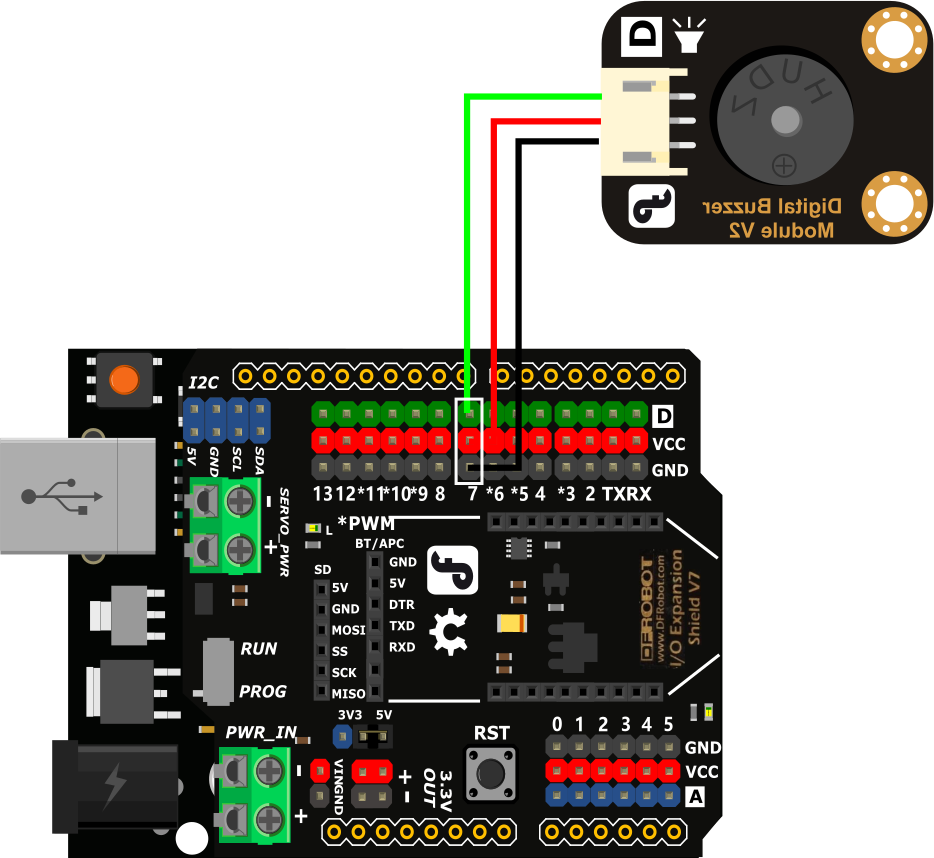 D
HUDZ
Digital Buzzer
Module V2
I2C
5V
GND
SCL
SDA
D
VCC
GND
13 12 *11 *10 *9 8 7 *6 *5 4 *3 2 TX RX
-
+
SERVO_PWR
L
*PWM
BT/APC
GND
5V
DTR
TXD
RXD
SD
5V
GND
MOSI
SS
SCK
MISO
DFROBOT
www.DFRobot.com
I/O Expansion
Shield V7
RUN
PROG
PWR_IN
-
+
3V3 5V
VIN
GND
+
-
3.3V
OUT
RST
0 1 2 3 4 5
GND
VCC
A